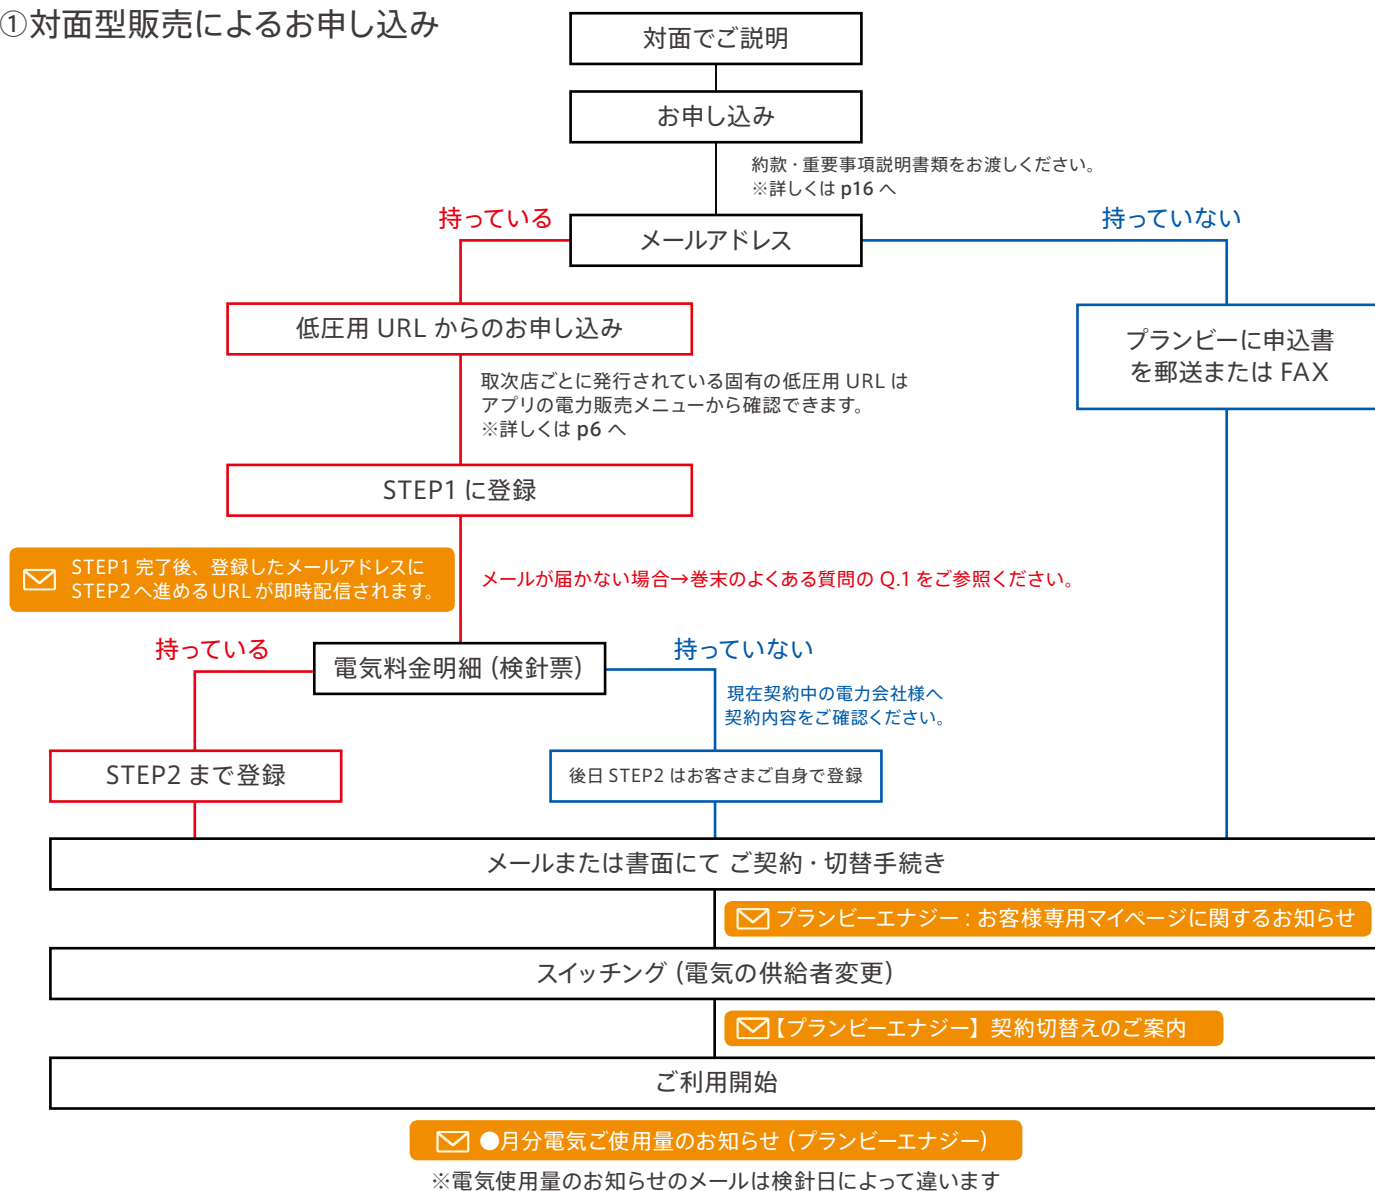 ①対面型販売によるお申し込み
対面でご説明
お申し込み
約款・重要事項説明書類をお渡しください。
※詳しくは p16 へ
持っている
持っていない
メールアドレス
低圧用 URL からのお申し込み
プランビーに申込書
を郵送または FAX
取次店ごとに発行されている固有の低圧用 URL は
アプリの電力販売メニューから確認できます。
※詳しくは p6 へ
STEP1 に登録
STEP1 完了後、登録したメールアドレスに
STEP2へ進めるURLが即時配信されます。
メールが届かない場合→巻末のよくある質問の Q.1 をご参照ください。
持っている
電気料金明細（検針票）
持っていない
現在契約中の電力会社様へ
契約内容をご確認ください。
STEP2 まで登録
後日 STEP2 はお客さまご自身で登録
メールまたは書面にて ご契約・切替手続き
プランビーエナジー：お客様専用マイページに関するお知らせ
スイッチング（電気の供給者変更）
【プランビーエナジー】契約切替えのご案内
ご利用開始
●月分電気ご使用量のお知らせ（プランビーエナジー）
※電気使用量のお知らせのメールは検針日によって違います